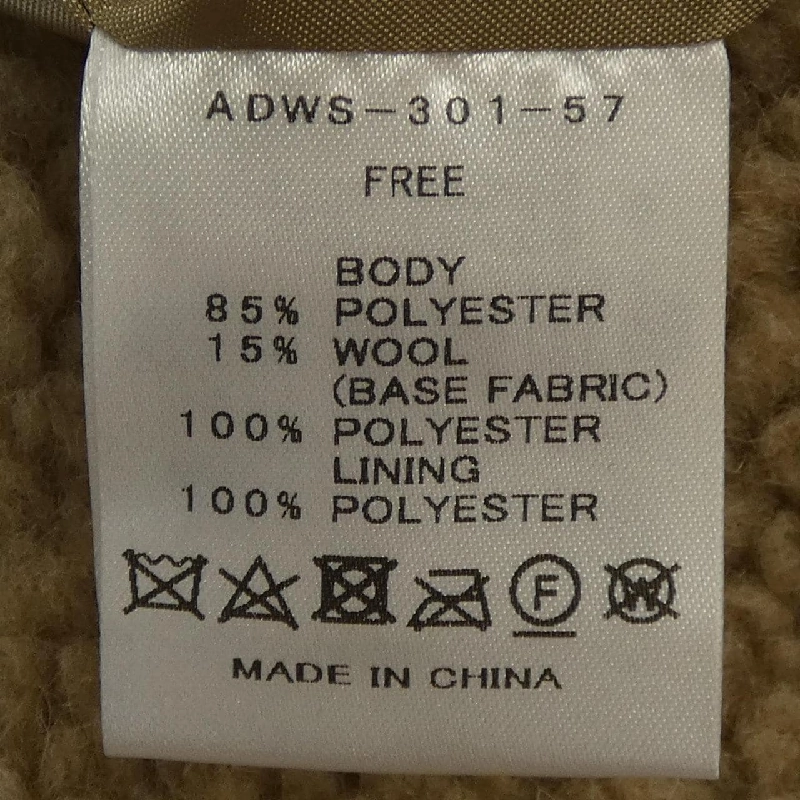 ADWS-301-57
FREE
BODY
85% POLYESTER
15% WOOL
(BASE FABRIC)
100% POLYESTER
LINING
100% POLYESTER
F W
MADE IN CHINA